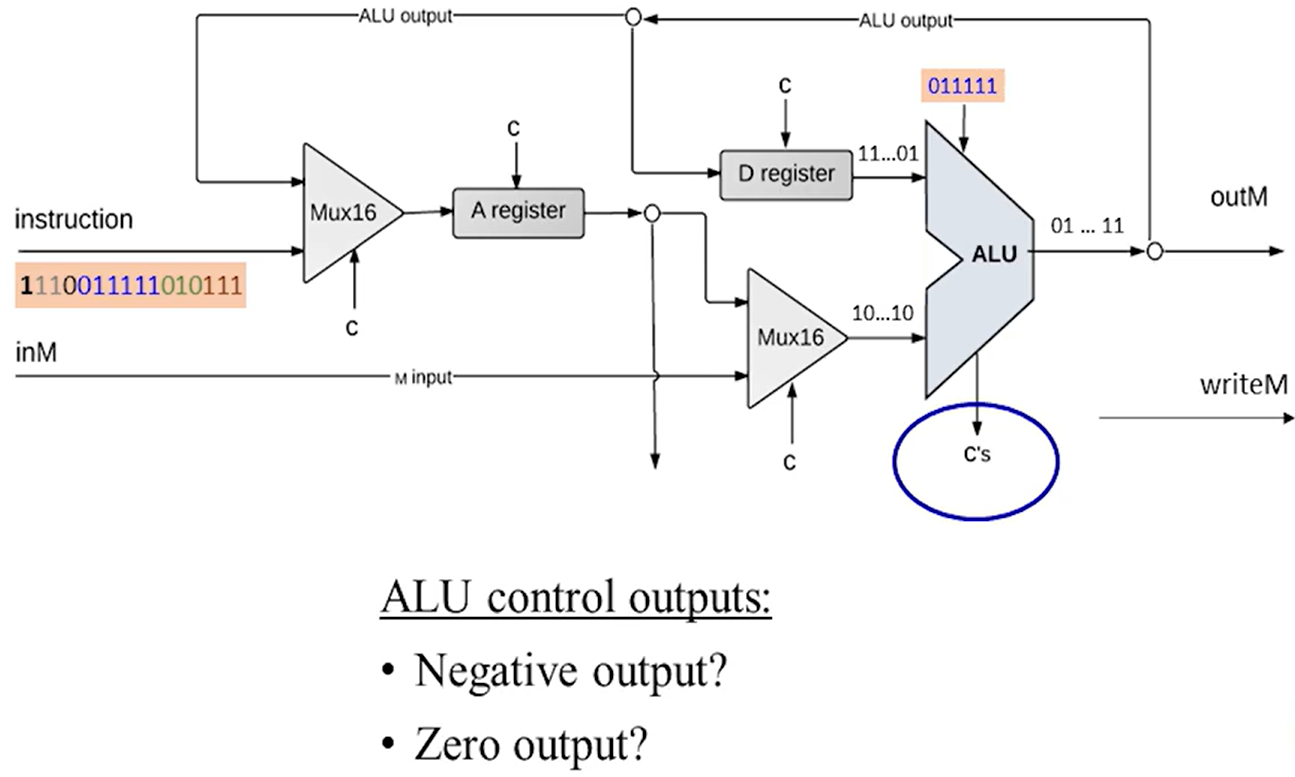 ALU output
ALU output
C
011111
C
11...01
D register
outM
Mux16
A register
instruction
01 ... 11
ALU
1110011111010111
10...10
C
Mux16
inM
M input
writeM
C
C's
ALU control outputs:
• Negative output?
• Zero output?